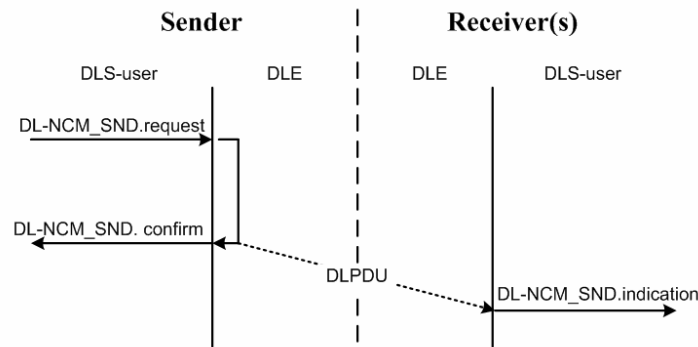 Sender Receiver(s)
DLS-user DLE DLE DLS-user
DL-NCM_SND.request
DL-NCM_SND. confirm
DLPDU
DL-NCM_SND.indication